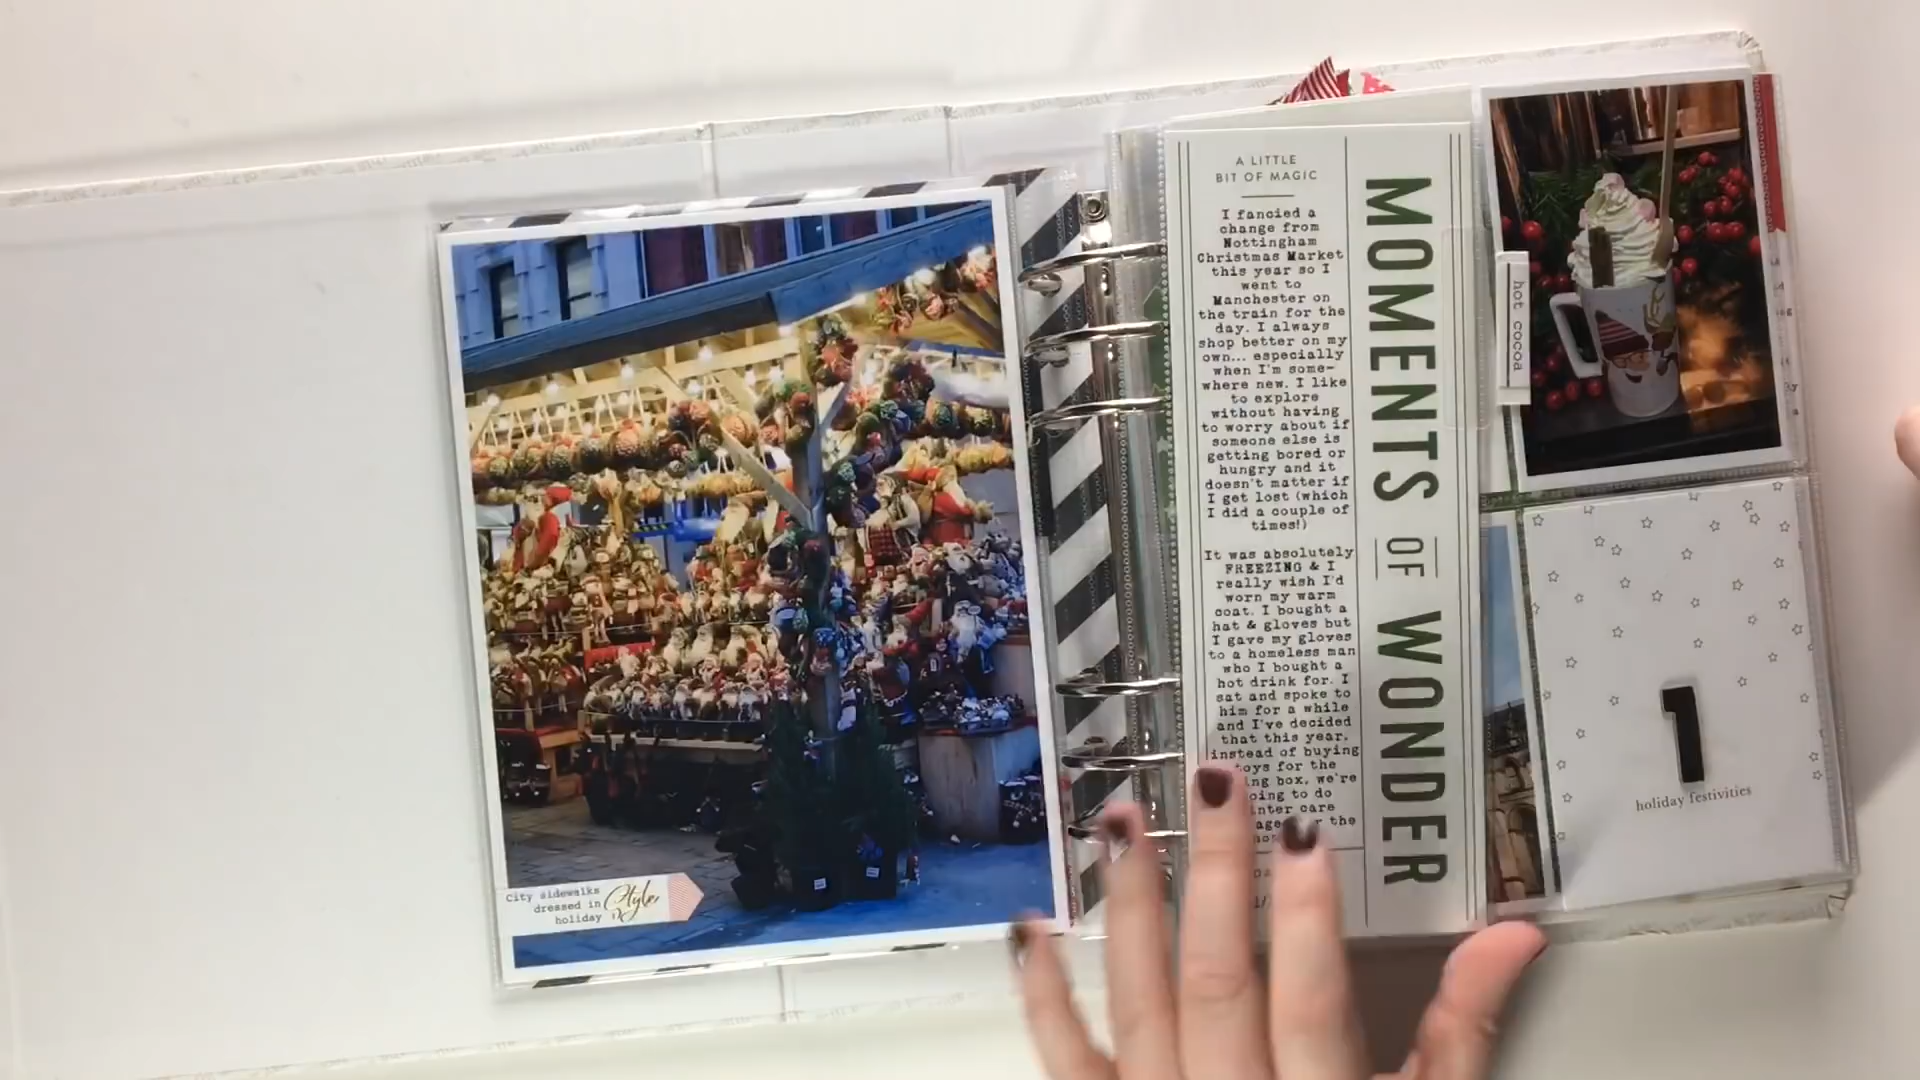 City sidewalks
dressed in
holiday
Style
A LITTLE
BIT OF MAGIC
I fancied a
change from
Nottingham
Christmas Market
this year so I
went to
Manchester on
the train for the
day. I always
shop better on my
own... especially
when I'm some-
where new. I like
to explore
without having
to worry about if
someone else is
getting bored or
hungry and it
doesn't matter if
I get lost (which
I did a couple of
times!)
It was absolutely
FREEZING & I
really wish I'd
worn my warm
coat. I bought a
hat & gloves but
I gave my gloves
to a homeless man
who I bought a
hot drink for. I
sat and spoke to
him for a while
and I've decided
that this year,
instead of buying
toys for the
box, we're
to do
care
the
MOMENTS OF WONDER
hot cocoa
1
holiday festivities